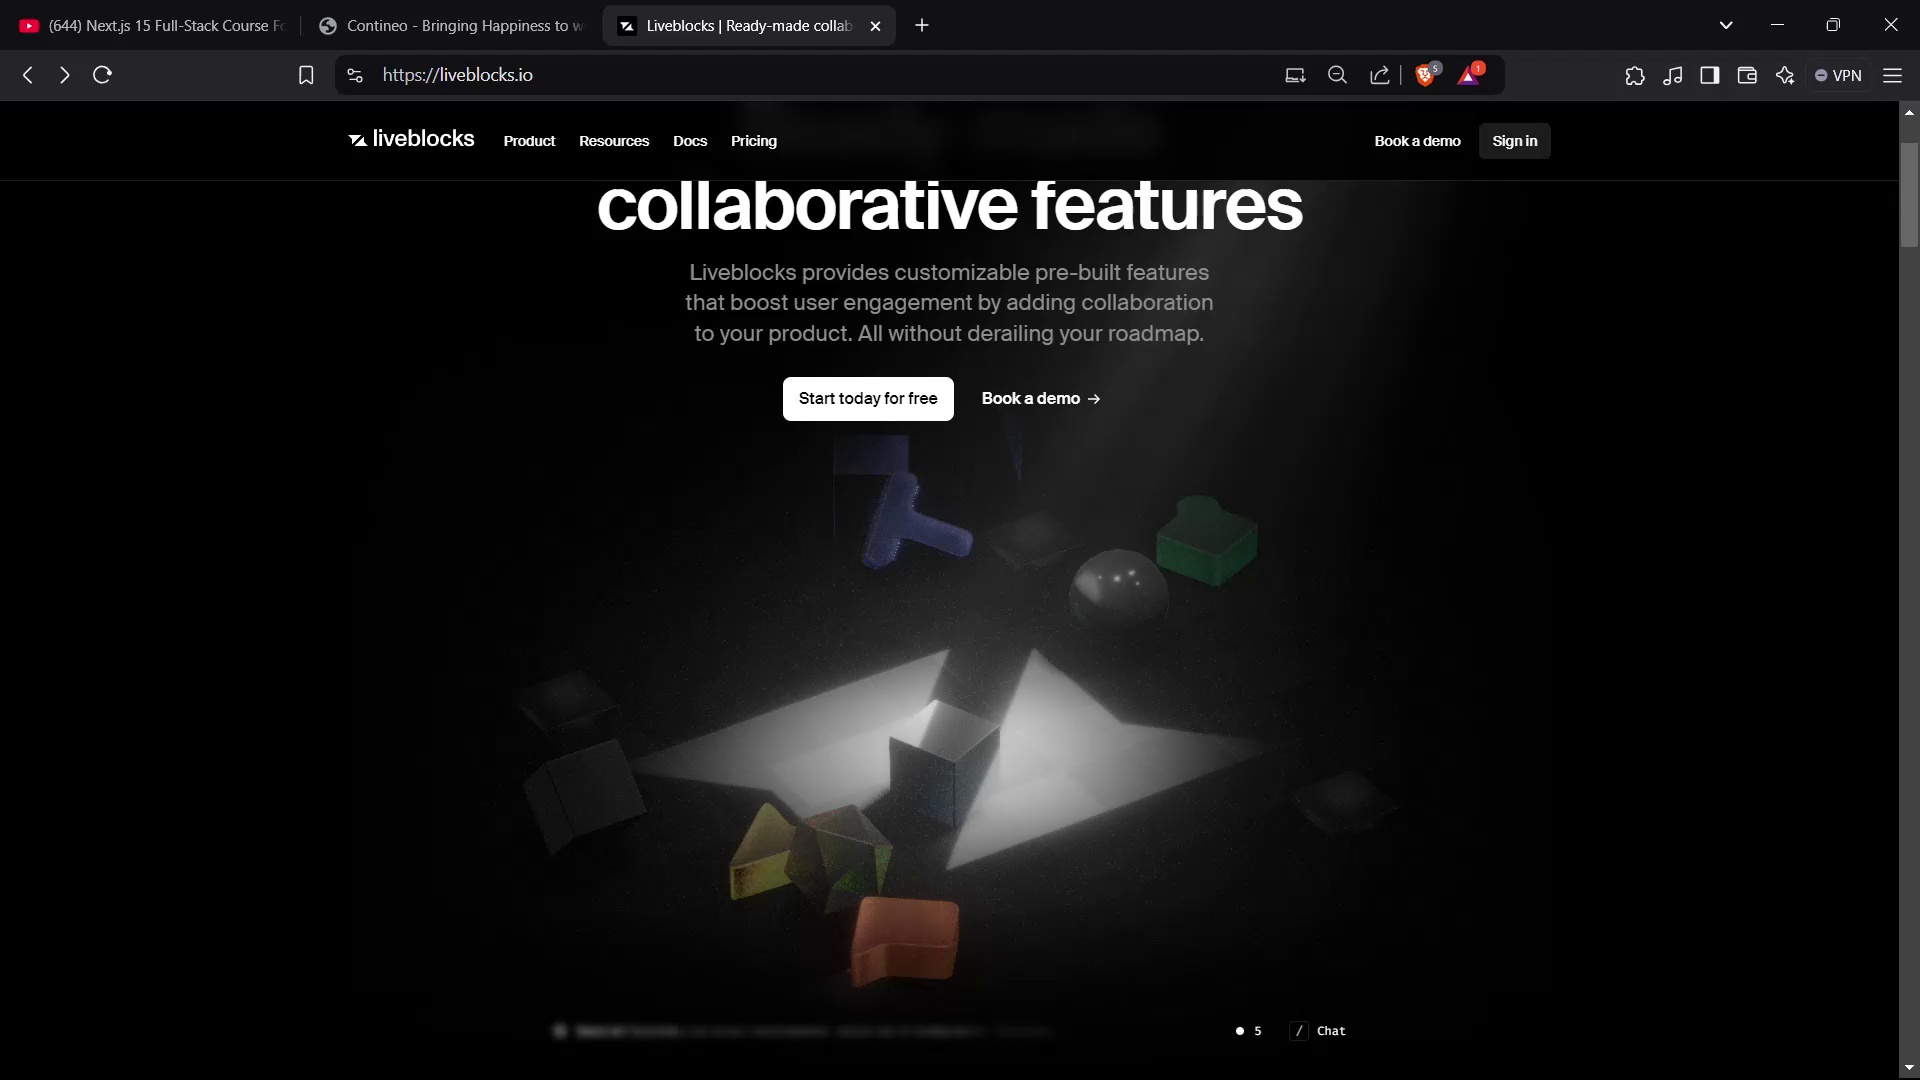 (644) Next.js 15 Full-Stack Course Fo
Contineo - Bringing Happiness to w
Liveblocks | Ready-made collab
https://liveblocks.io
5
1
VPN
liveblocks
Product
Resources
Docs
Pricing
Book a demo
Sign in
collaborative features
Liveblocks provides customizable pre-built features
that boost user engagement by adding collaboration
to your product. All without derailing your roadmap.
Start today for free
Book a demo →
5
/ Chat